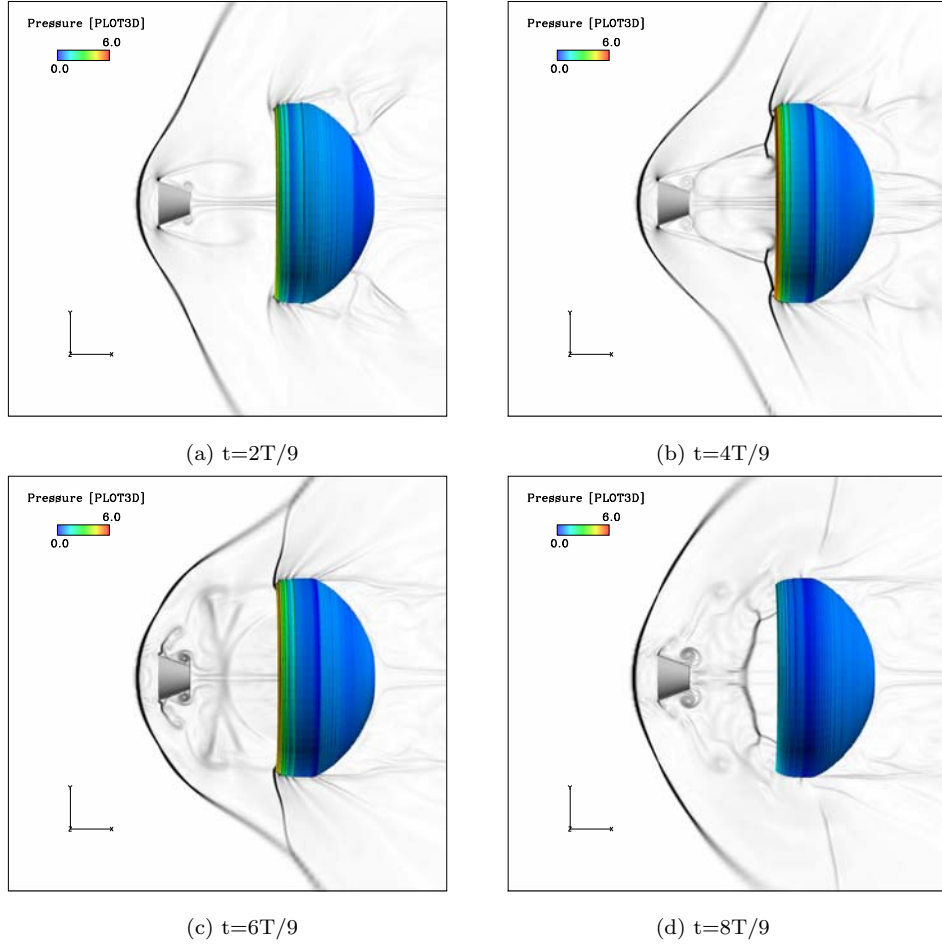 Pressure [PLOT3D]
6.0
0.0
Y
Z
X
(a) t=2T/9
Pressure [PLOT3D]
6.0
0.0
Y
Z
X
(b) t=4T/9
Pressure [PLOT3D]
6.0
0.0
Y
Z
X
(c) t=6T/9
Pressure [PLOT3D]
6.0
0.0
Y
Z
X
(d) t=8T/9